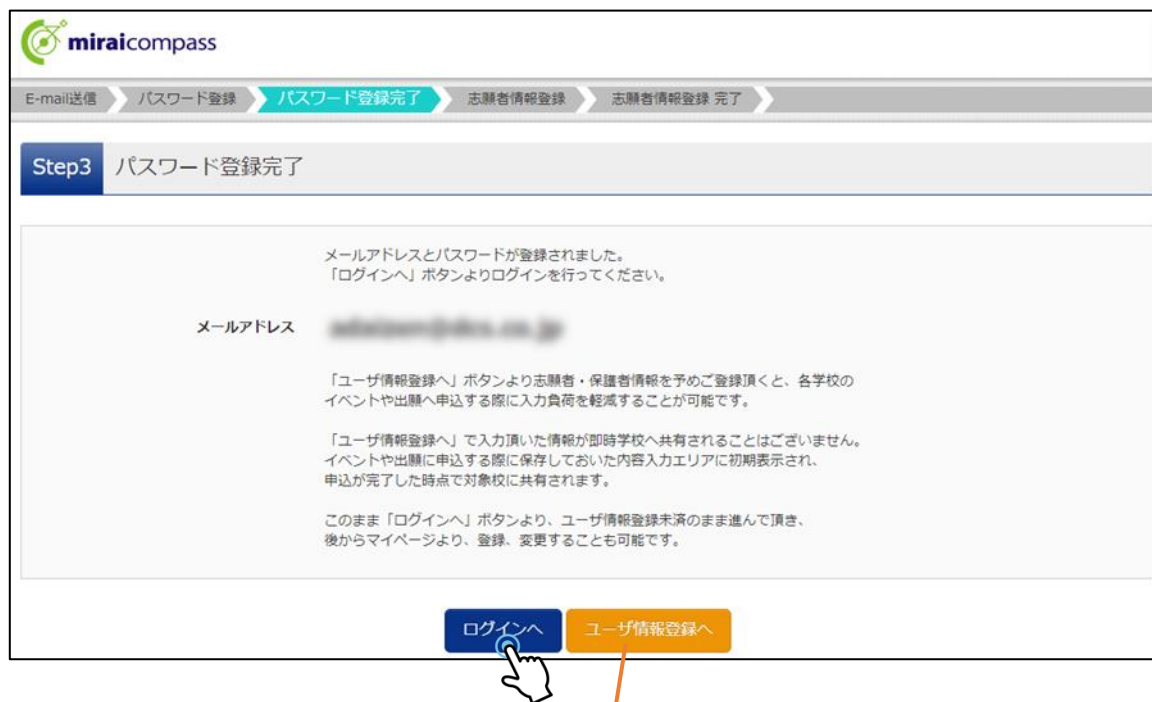 miraicompass
E-mail送信 パスワード登録 パスワード登録完了 志願者情報登録 志願者情報登録 完了
Step3 パスワード登録完了
メールアドレスとパスワードが登録されました。
「ログインへ」ボタンよりログインを行ってください。
メールアドレス
「ユーザ情報登録へ」ボタンより志願者・保護者情報を予めご登録頂くと、各学校の
イベントや出願へ申込する際に入力負荷を軽減することが可能です。
「ユーザ情報登録へ」で入力頂いた情報が即時学校へ共有されることはございません。
イベントや出願に申込する際に保存しておいた内容入力エリアに初期表示され、
申込が完了した時点で対象校に共有されます。
このまま「ログインへ」ボタンより、ユーザ情報登録未済のまま進んで頂き、
後からマイページより、登録、変更することも可能です。
ログインへ ユーザ情報登録へ